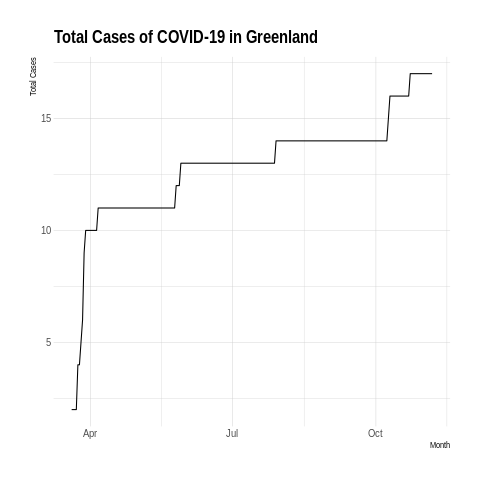 Total Cases of COVID-19 in Greenland
Total Cases
15
10
5
Apr Jul Oct
Month